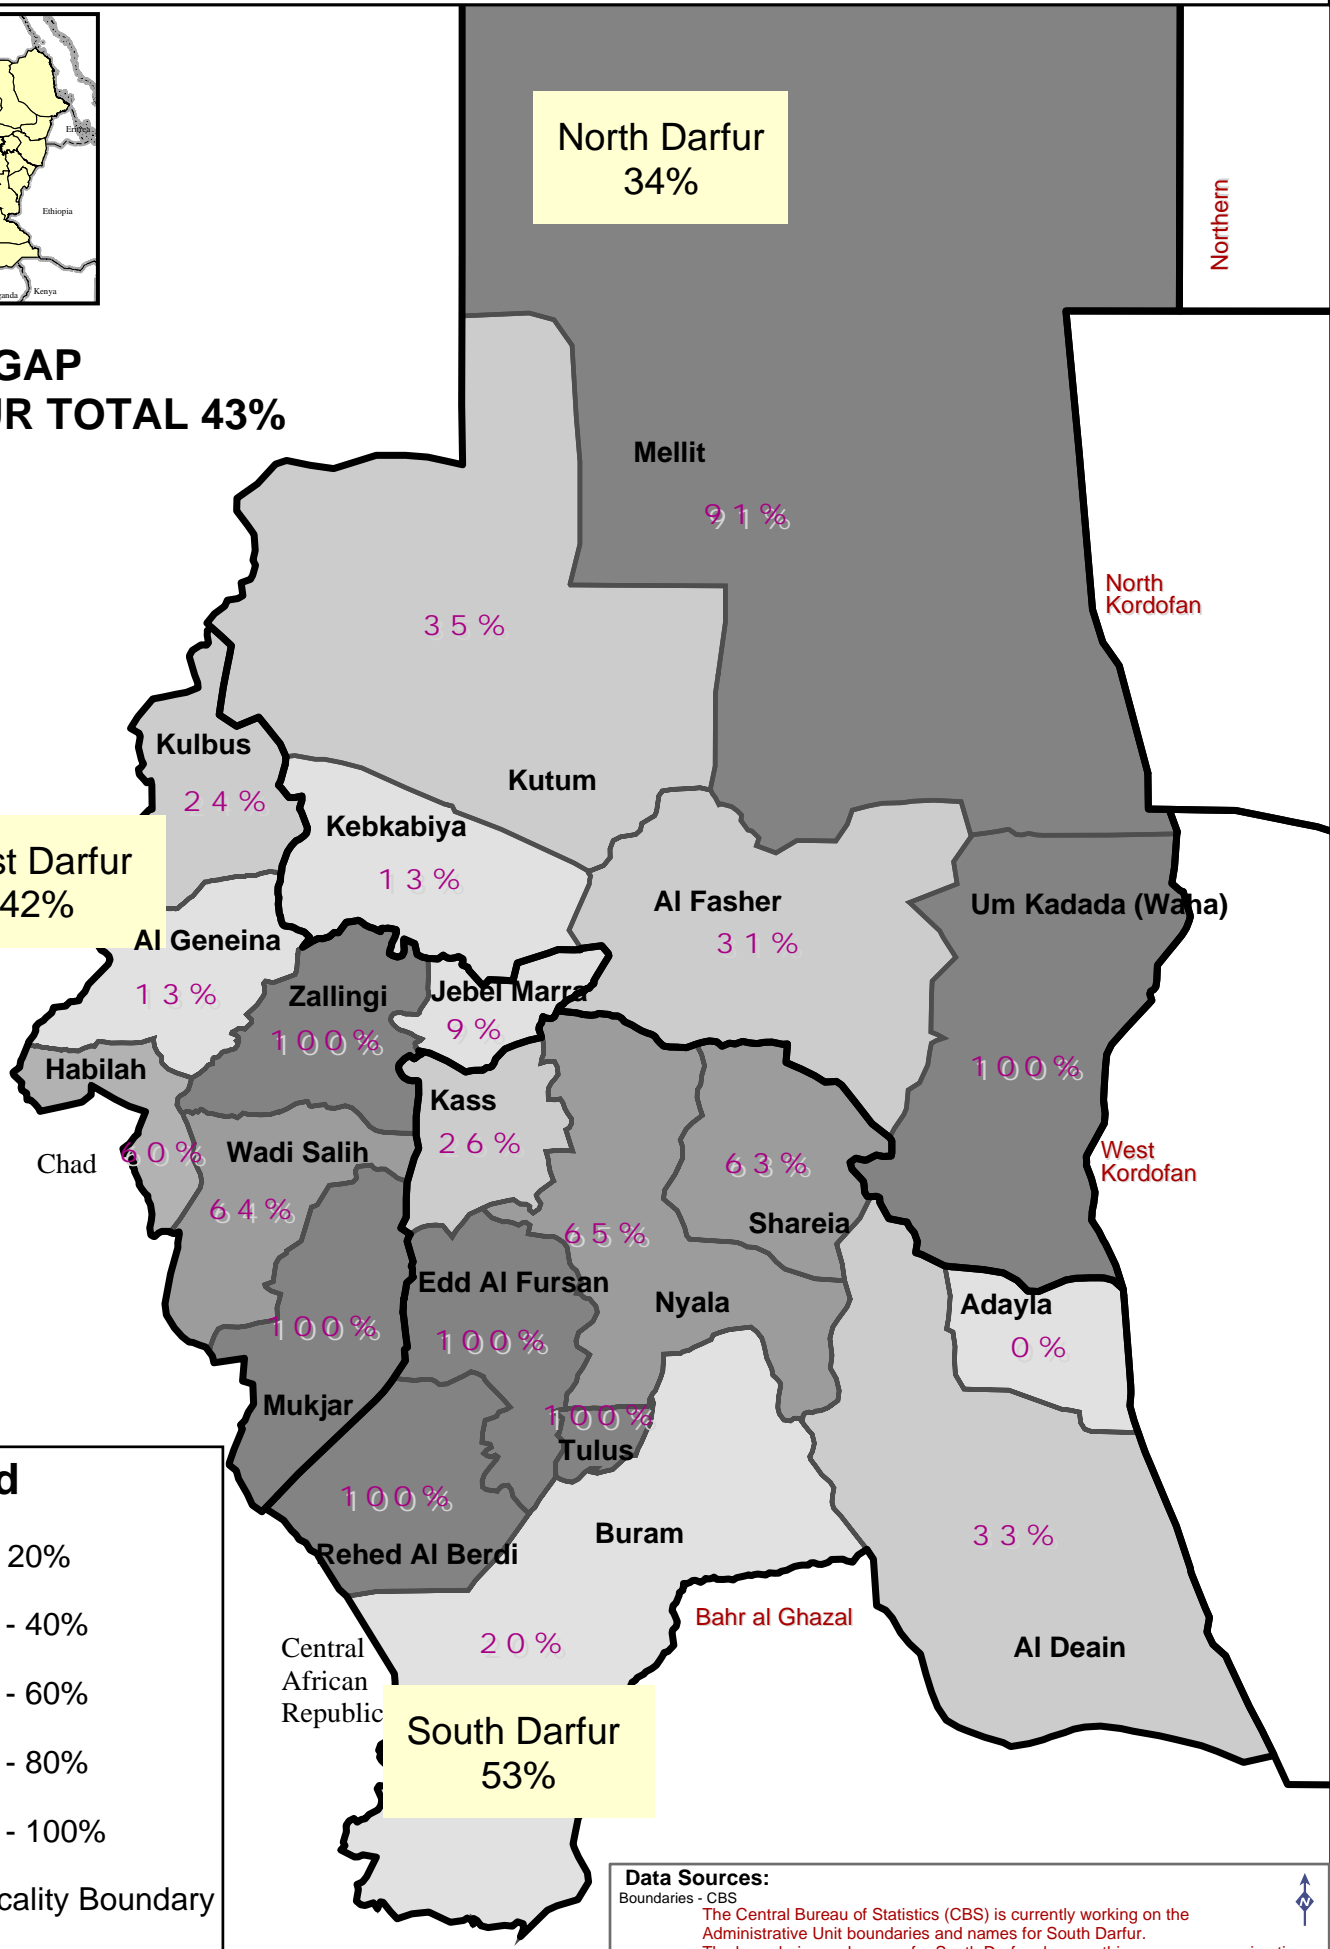 Eritrea
Ethiopia
Kenya
North Darfur
34%
Northern
GAP
TOTAL 43%
Mellit
91%
North
Kordofan
35%
Kulbus
24%
Kutum
Kebkabiya
13%
Darfur
42%
Al Fasher
31%
Um Kadada (Waha)
Al Geneina
13%
Zallingi
100%
Jebel Marra
9%
100%
Habilah
Kass
26%
Chad
60%
Wadi Salih
64%
63%
Shareia
West
Kordofan
65%
Edd Al Fursan
100%
Nyala
Adayla
0%
100%
Mukjar
100%
Tulus
100%
Rehed Al Berdi
Buram
33%
20%
Bahr al Ghazal
Al Deain
Central
African
Republic
South Darfur
53%
20%
- 40%
- 60%
- 80%
- 100%
Boundary
Data Sources:
Boundaries - CBS
The Central Bureau of Statistics (CBS) is currently working on the
Administrative Unit boundaries and names for South Darfur.
N